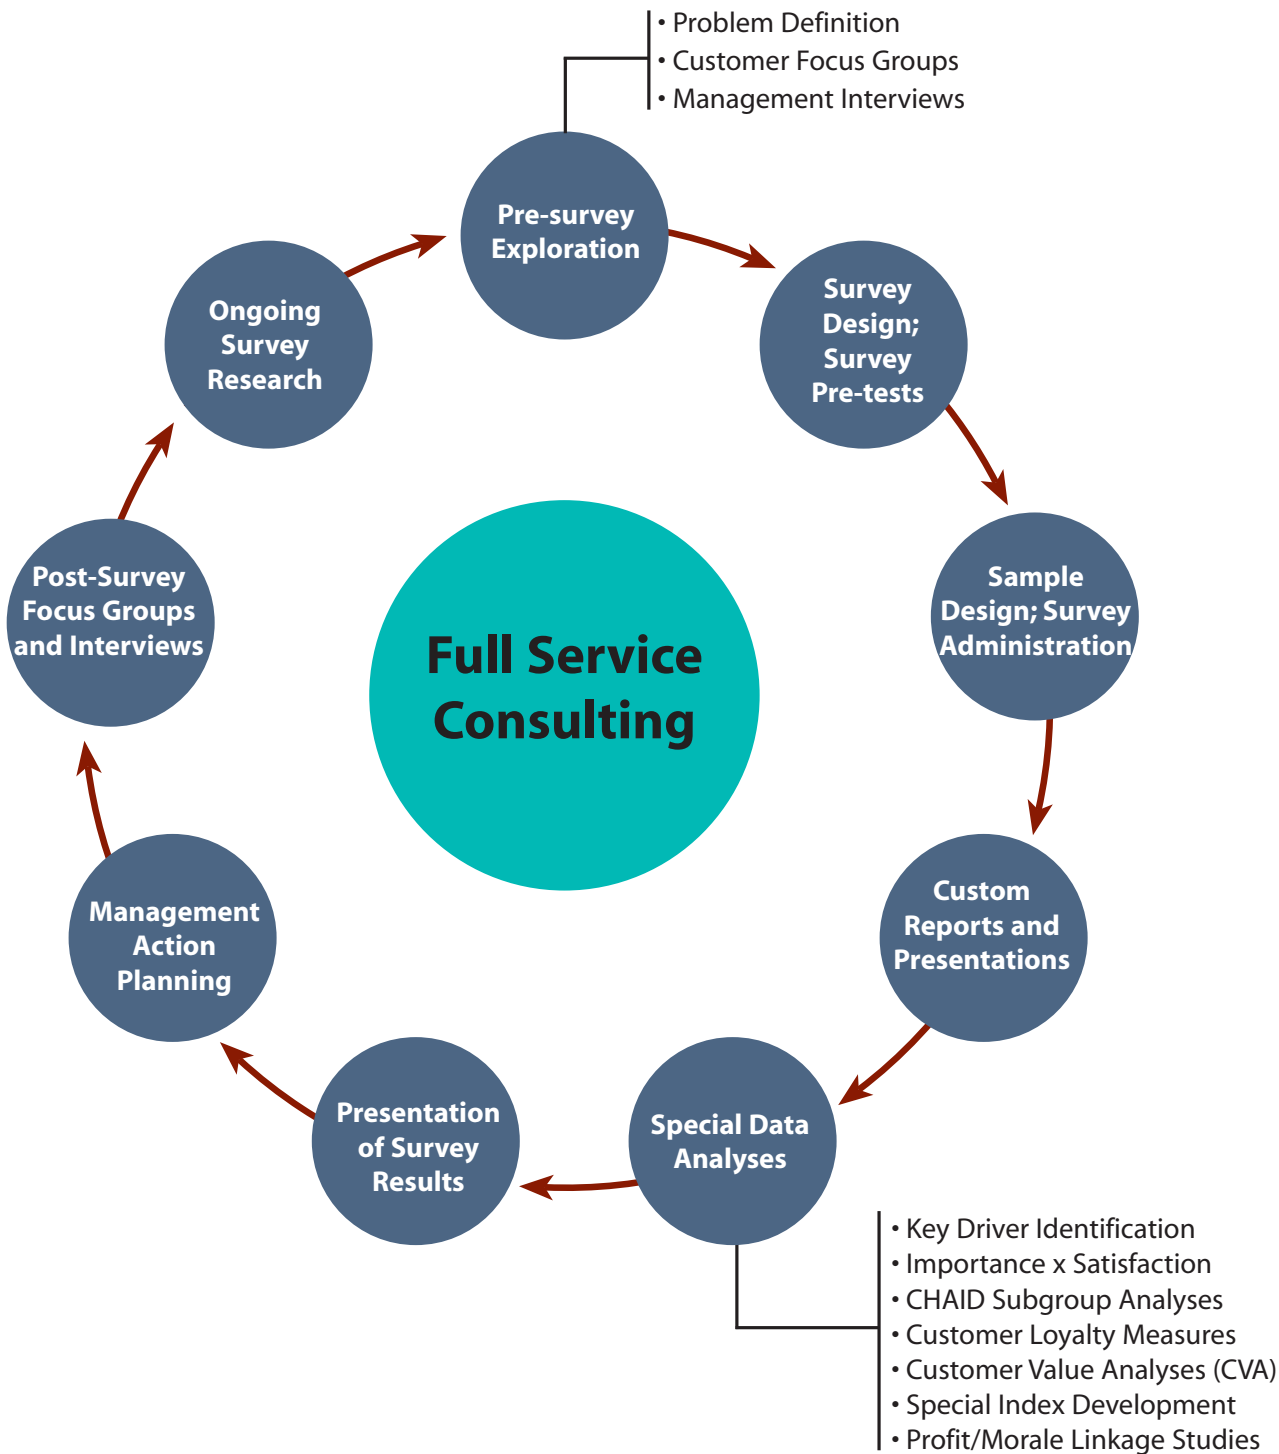 • Problem Definition
• Customer Focus Groups
• Management Interviews
Pre-survey
Exploration
Survey
Design;
Survey
Pre-tests
Sample
Design; Survey
Administration
Custom
Reports and
Presentations
Special Data
Analyses
• Key Driver Identification
• Importance x Satisfaction
• CHAID Subgroup Analyses
• Customer Loyalty Measures
• Customer Value Analyses (CVA)
• Special Index Development
• Profit/Morale Linkage Studies
Presentation
of Survey
Results
Management
Action
Planning
Post-Survey
Focus Groups
and Interviews
Ongoing
Survey
Research
Full Service
Consulting